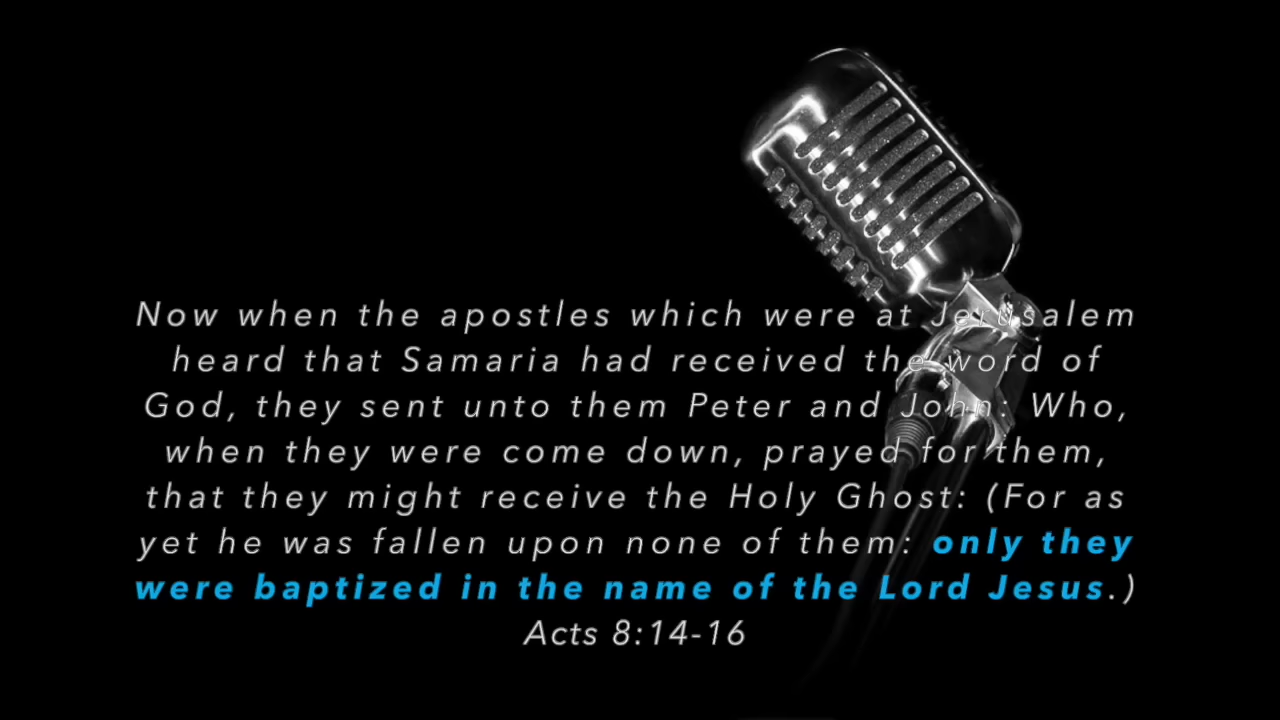 Now when the apostles which were at Jerusalem
heard that Samaria had received the word of
God, they sent unto them Peter and John: Who,
when they were come down, prayed for them,
that they might receive the Holy Ghost: (For as
yet he was fallen upon none of them: only they
were baptized in the name of the Lord Jesus.)
Acts 8:14-16